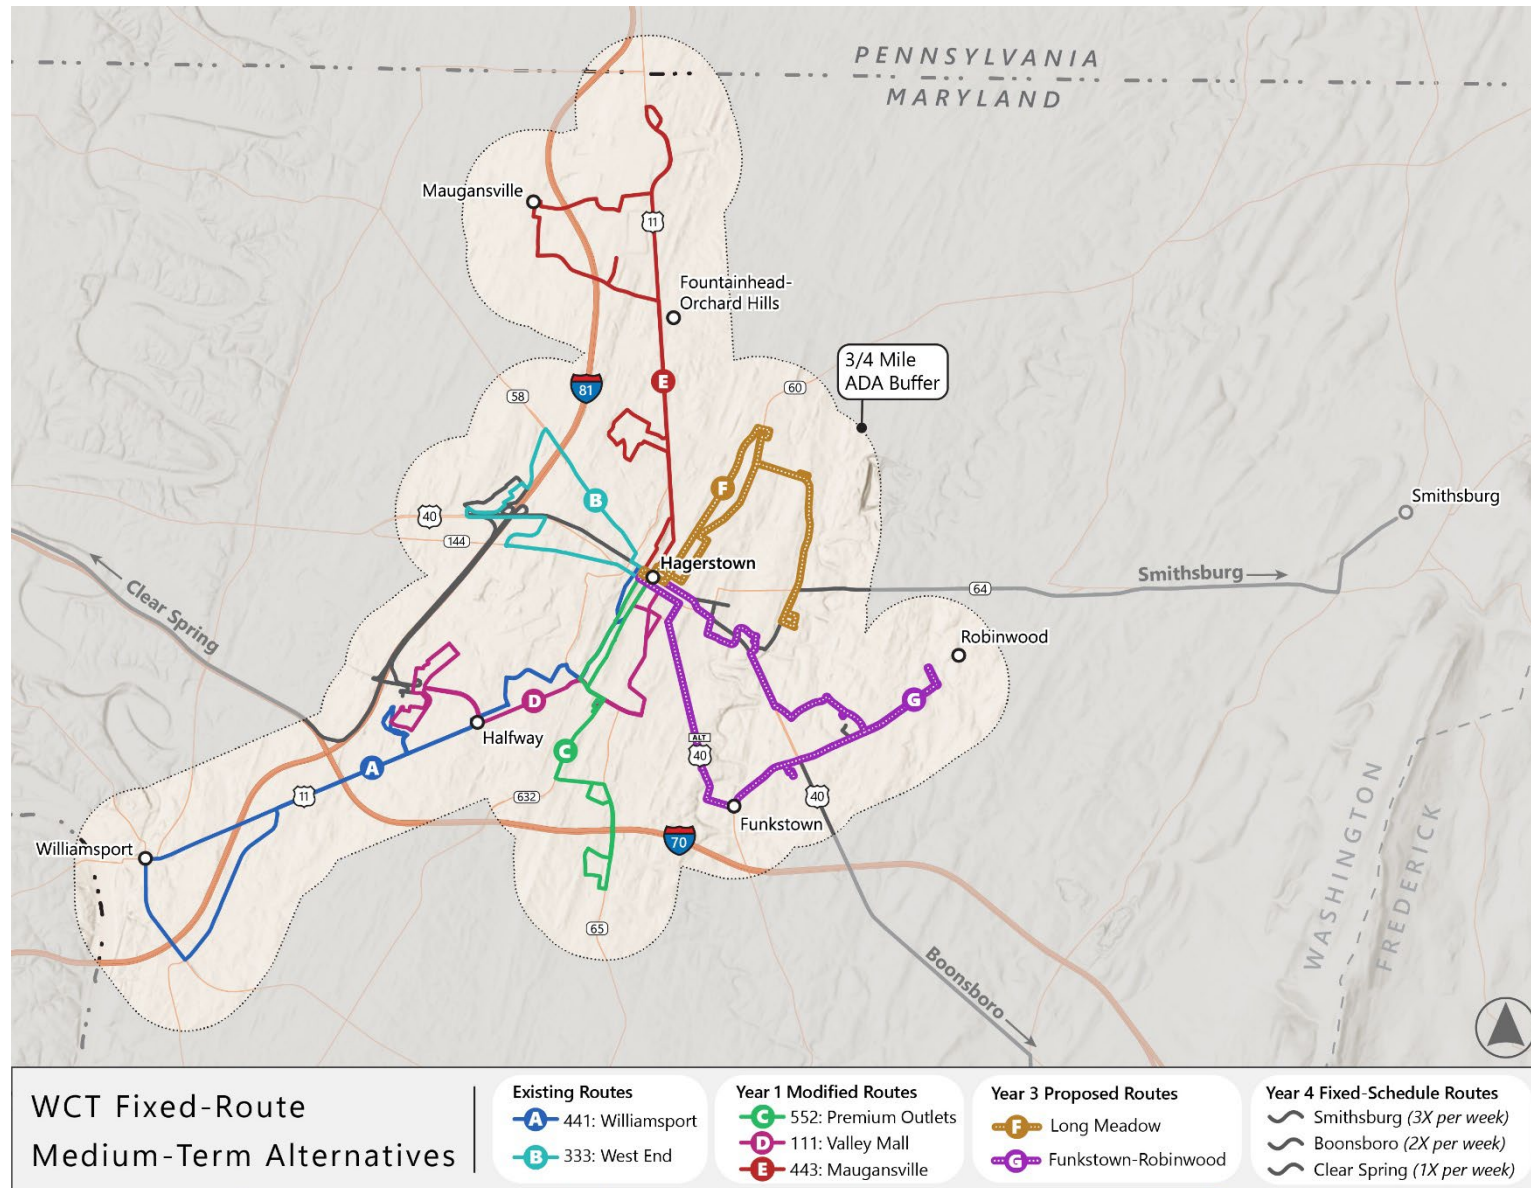 PENNSYLVANIA
MARYLAND
Maugansville
11
Fountainhead-
Orchard Hills
3/4 Mile
ADA Buffer
E
81
58
60
F
B
Smithsburg
40
144
Hagerstown
Smithsburg
64
Clear Spring
Robinwood
D
G
Halfway
C
ALT
40
A
11
632
40
Funkstown
70
Williamsport
WASHINGTON
FREDERICK
65
Boonsboro
WCT Fixed-Route
Medium-Term Alternatives
Existing Routes
A 441: Williamsport
B 333: West End
Year 1 Modified Routes
C 552: Premium Outlets
D 111: Valley Mall
E 443: Maugansville
Year 3 Proposed Routes
F Long Meadow
G Funkstown-Robinwood
Year 4 Fixed-Schedule Routes
Smithsburg (3X per week)
Boonsboro (2X per week)
Clear Spring (1X per week)